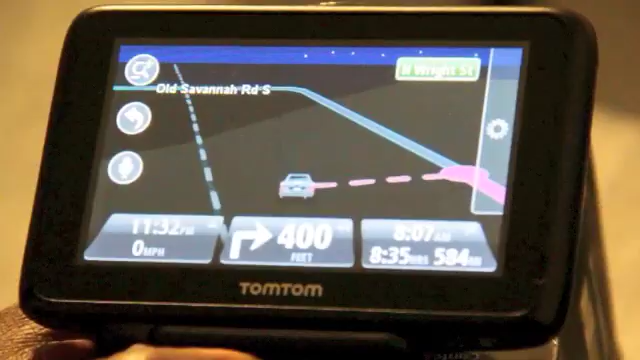 N Wright St
Old Savannah Rd S
11:32PM
0MPH
400
FEET
8:07AM
8:35HRS 584MI
TOMTOM